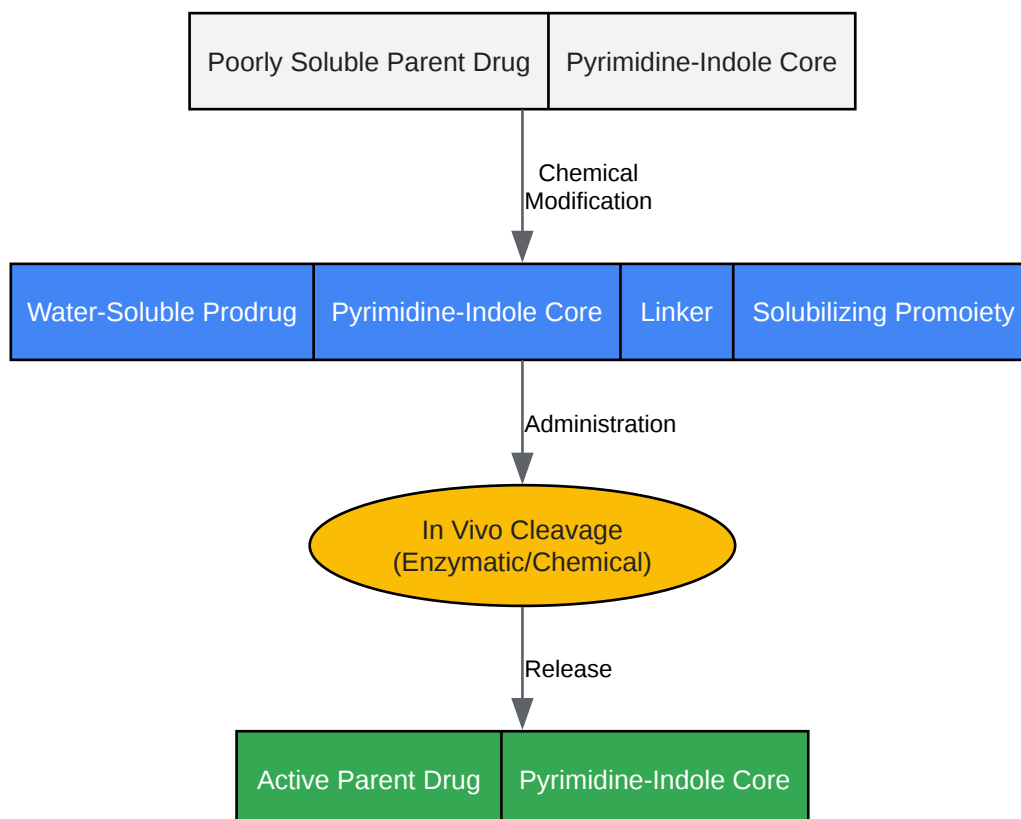 Poorly Soluble Parent Drug
Pyrimidine-Indole Core
Chemical
Modification
Water-Soluble Prodrug
Pyrimidine-Indole Core
Linker
Solubilizing Promoiety
Administration
In Vivo Cleavage
(Enzymatic/Chemical)
Release
Active Parent Drug
Pyrimidine-Indole Core